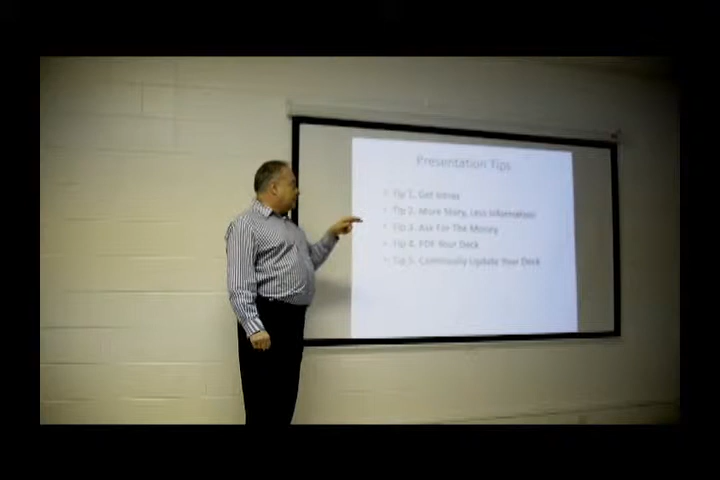 Presentation Tips
• Tip 1. Get Intros
• Tip 2. More Story, Less Information
• Tip 3. Ask For The Money
• Tip 4. PDF Your Deck
• Tip 5. Continually Update Your Deck